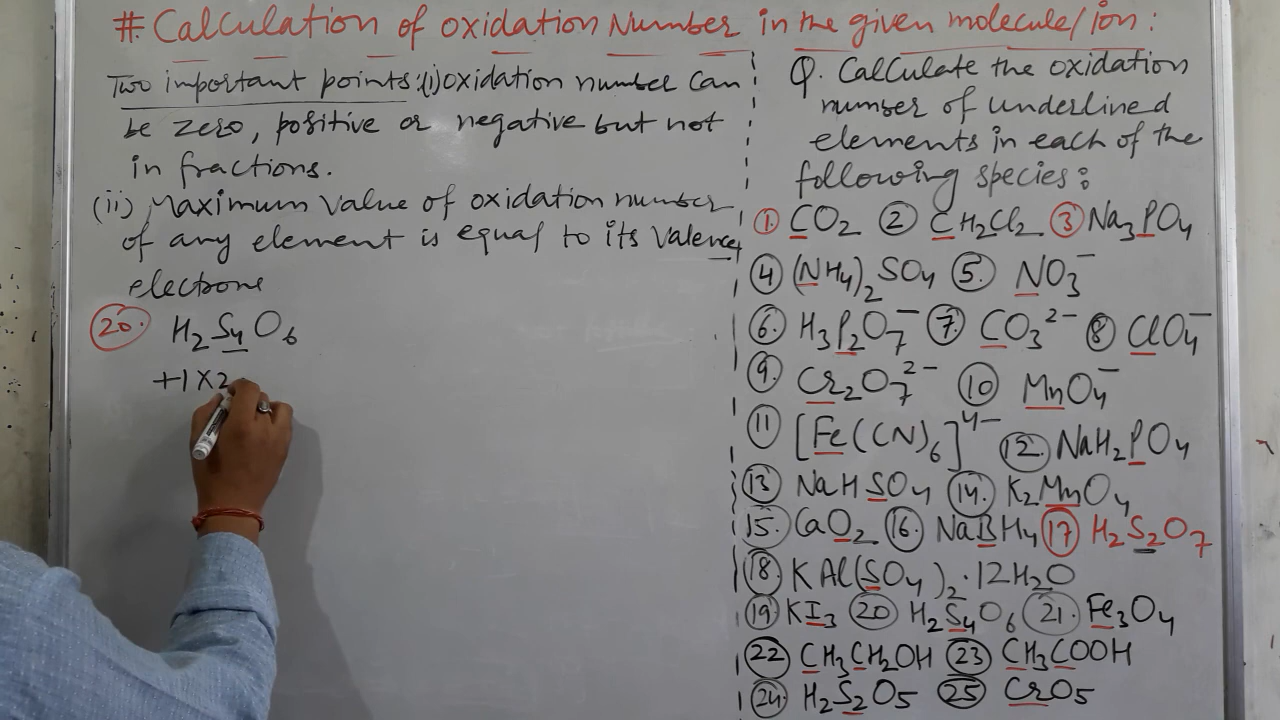 # Calculation of oxidation Number in the given molecule/ion:
Two important points: (i) oxidation number can
be zero, positive or negative but not
in fractions.
(ii) Maximum value of oxidation number
of any element is equal to its valence
electrons
20. H2S4O6
+1×2
Q. Calculate the oxidation
number of underlined
elements in each of the
following species:
1. CO2 2 CH2Cl2 3 Na3PO4
4 (NH4)2SO4 5. NO3-
6. H3P2O7- 7. CO3 2- 8 ClO4-
9 Cr2O7 2- 10 MnO4-
11 [Fe(CN)6]4- 12. NaH2PO4
13 NaHSO4 14. K2MnO4
15. CaO2 16. NaBH4 17 H2S2O7
18. KAl(SO4)2.12H2O
19 KI3 20 H2S4O6 21. Fe3O4
22 CH3CH2OH 23 CH3COOH
24. H2S2O5 25 CrO5